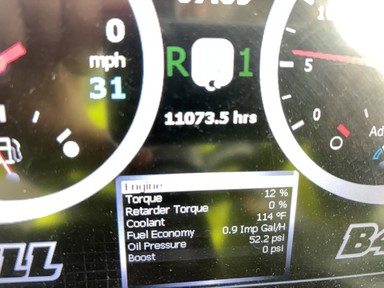 0
mph
31
R 1
11073.5 hrs
10
5
0
Engine
Torque 12 %
Retarder Torque 0 %
Coolant 114 °F
Fuel Economy 0.9 Imp Gal/H
Oil Pressure 52.2 psi
Boost 0 psi